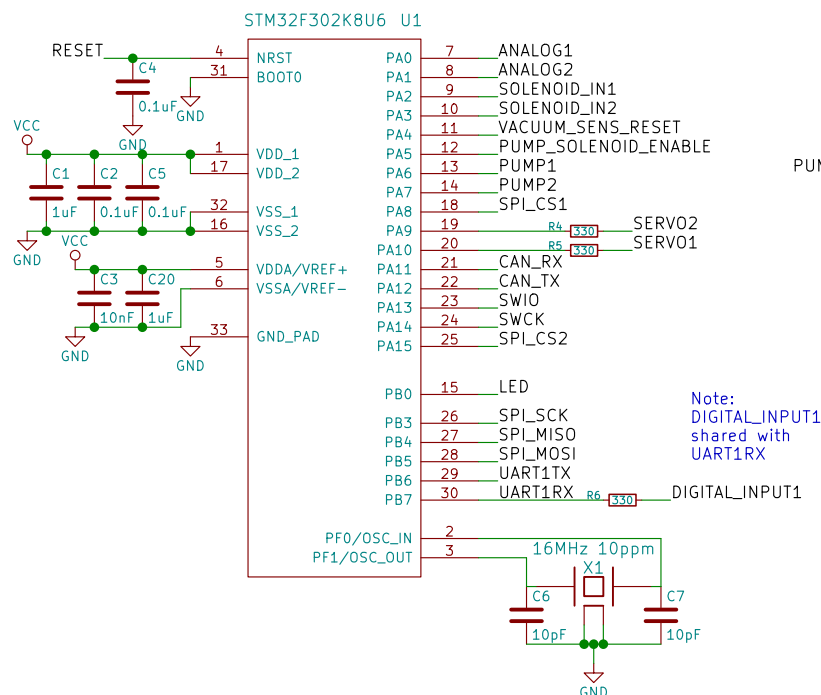 STM32F302K8U6 U1
RESET
4 NRST
31 BOOT0
C4
0.1uF
GND
GND
VCC
1 VDD_1
17 VDD_2
C1 C2 C5
1uF 0.1uF 0.1uF
32 VSS_1
16 VSS_2
GND
VCC
5 VDDA/VREF+
6 VSSA/VREF-
C3 C20
10nF 1uF
GND
33 GND_PAD
GND
PA0 7 ANALOG1
PA1 8 ANALOG2
PA2 9 SOLENOID_IN1
PA3 10 SOLENOID_IN2
PA4 11 VACUUM_SENS_RESET
PA5 12 PUMP_SOLENOID_ENABLE
PA6 13 PUMP1
PA7 14 PUMP2
PA8 18 SPI_CS1
PA9 19 R4 330 SERVO2
PA10 20 R5 330 SERVO1
PA11 21 CAN_RX
PA12 22 CAN_TX
PA13 23 SWIO
PA14 24 SWCK
PA15 25 SPI_CS2
PB0 15 LED
PB3 26 SPI_SCK
PB4 27 SPI_MISO
PB5 28 SPI_MOSI
PB6 29 UART1TX
PB7 30 UART1RX R6 330 DIGITAL_INPUT1
PF0/OSC_IN 2
PF1/OSC_OUT 3
Note:
DIGITAL_INPUT1
shared with
UART1RX
16MHz 10ppm
X1
C6 C7
10pF 10pF
GND